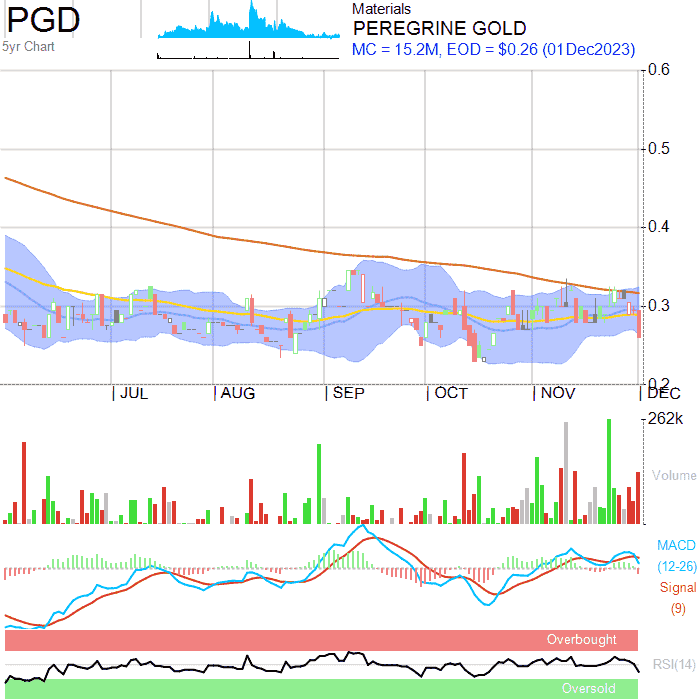 PGD
5yr Chart
Materials
PEREGRINE GOLD
MC = 15.2M, EOD = $0.26 (01Dec2023)
0.6
0.5
0.4
0.3
0.2
JUL AUG SEP OCT NOV DEC
262k
Volume
MACD
(12-26)
Signal
(9)
Overbought
RSI(14)
Oversold